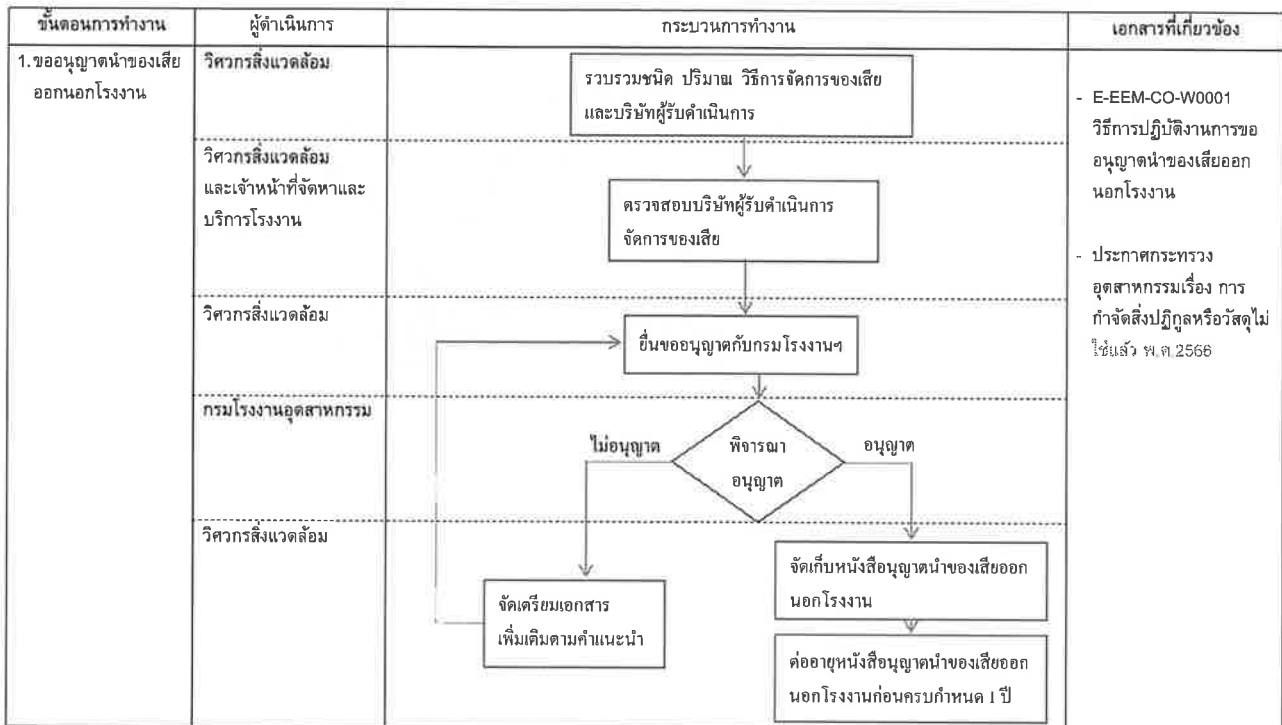 ขั้นตอนการทำงาน
ผู้ดำเนินการ
กระบวนการทำงาน
เอกสารที่เกี่ยวข้อง
1.ขออนุญาตนำของเสีย
ออกนอกโรงงาน
วิศวกรสิ่งแวดล้อม
รวบรวมชนิด ปริมาณ วิธีการจัดการของเสีย
และบริษัทผู้รับดำเนินการ
- E-EEM-CO-W0001
วิธีการปฏิบัติงานการขอ
อนุญาตนำของเสียออก
นอกโรงงาน
- ประกาศกระทรวง
อุตสาหกรรมเรื่อง การ
กำจัดสิ่งปฏิกูลหรือวัสดุไม่
ใช้แล้ว พ.ศ.2566
วิศวกรสิ่งแวดล้อม
และเจ้าหน้าที่จัดหาและ
บริการโรงงาน
ตรวจสอบบริษัทผู้รับดำเนินการ
จัดการของเสีย
วิศวกรสิ่งแวดล้อม
ยื่นขออนุญาตกับกรมโรงงานฯ
กรมโรงงานอุตสาหกรรม
ไม่อนุญาต
พิจารณา
อนุญาต
อนุญาต
วิศวกรสิ่งแวดล้อม
จัดเตรียมเอกสาร
เพิ่มเติมตามคำแนะนำ
จัดเก็บหนังสืออนุญาตนำของเสียออก
นอกโรงงาน
ต่ออายุหนังสืออนุญาตนำของเสียออก
นอกโรงงานก่อนครบกำหนด 1 ปี